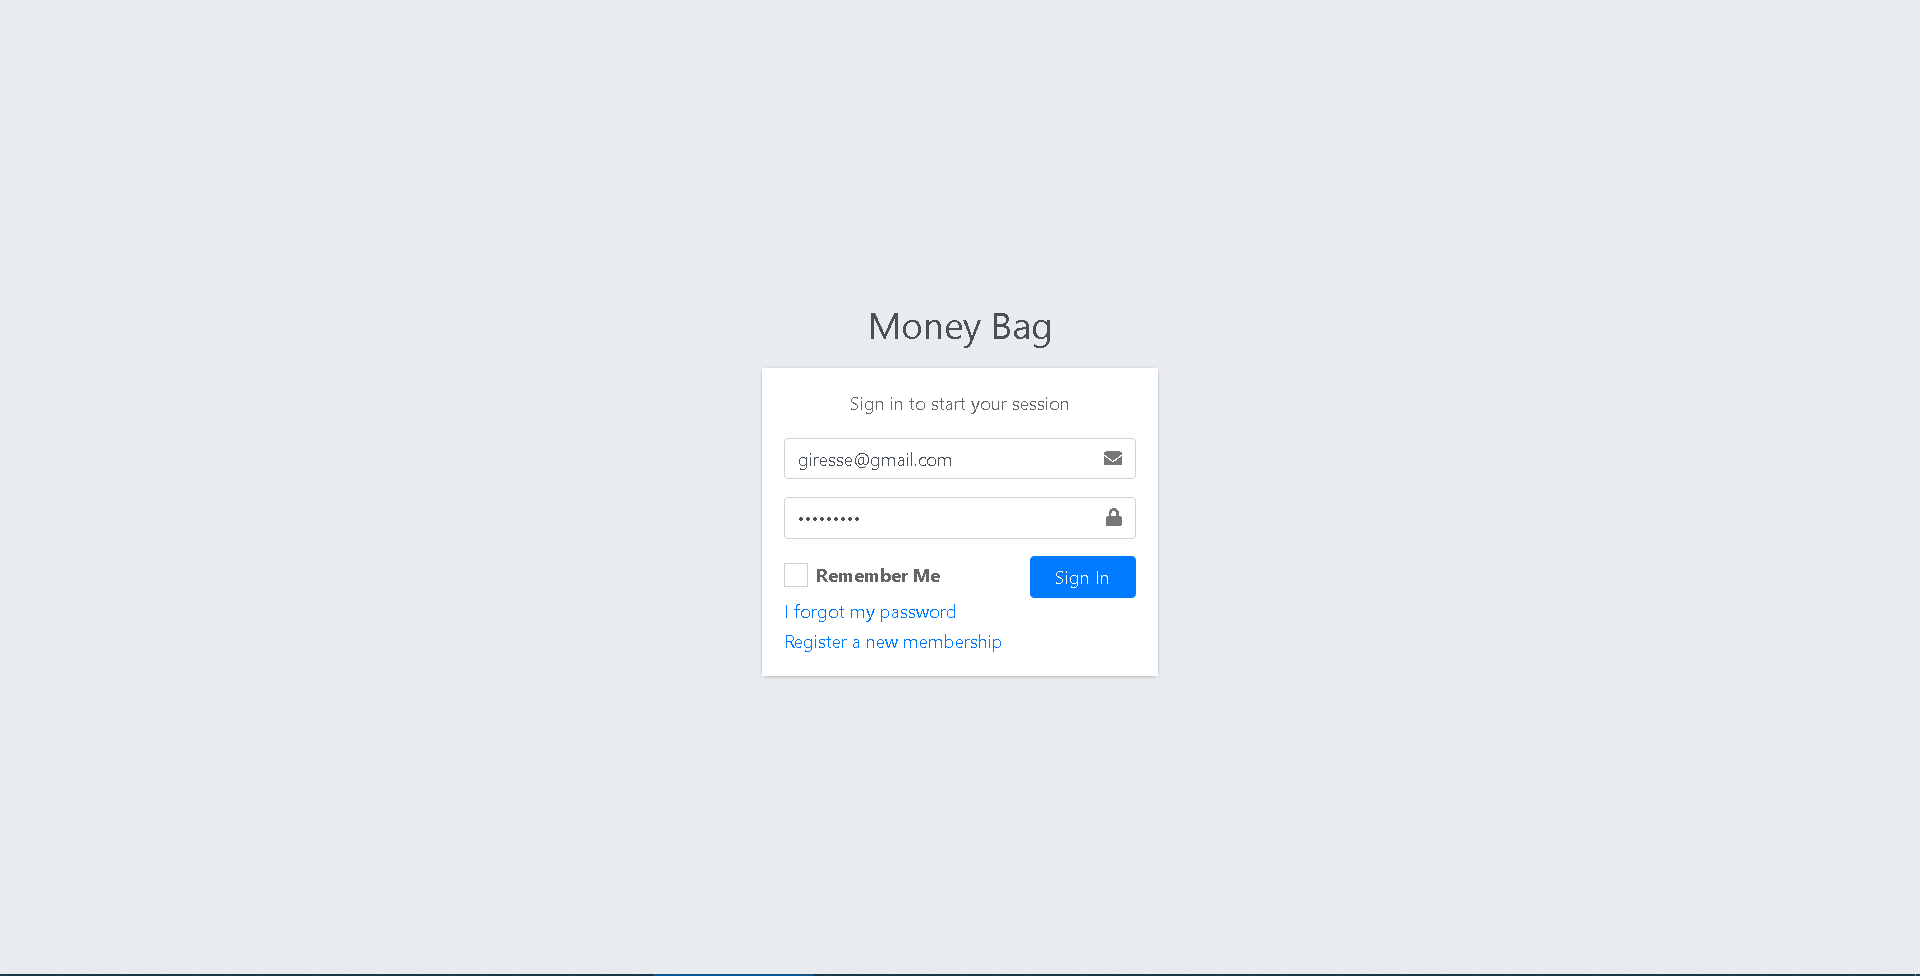 Money Bag
Sign in to start your session
giresse@gmail.com
•••••••••
Remember Me
Sign In
I forgot my password
Register a new membership